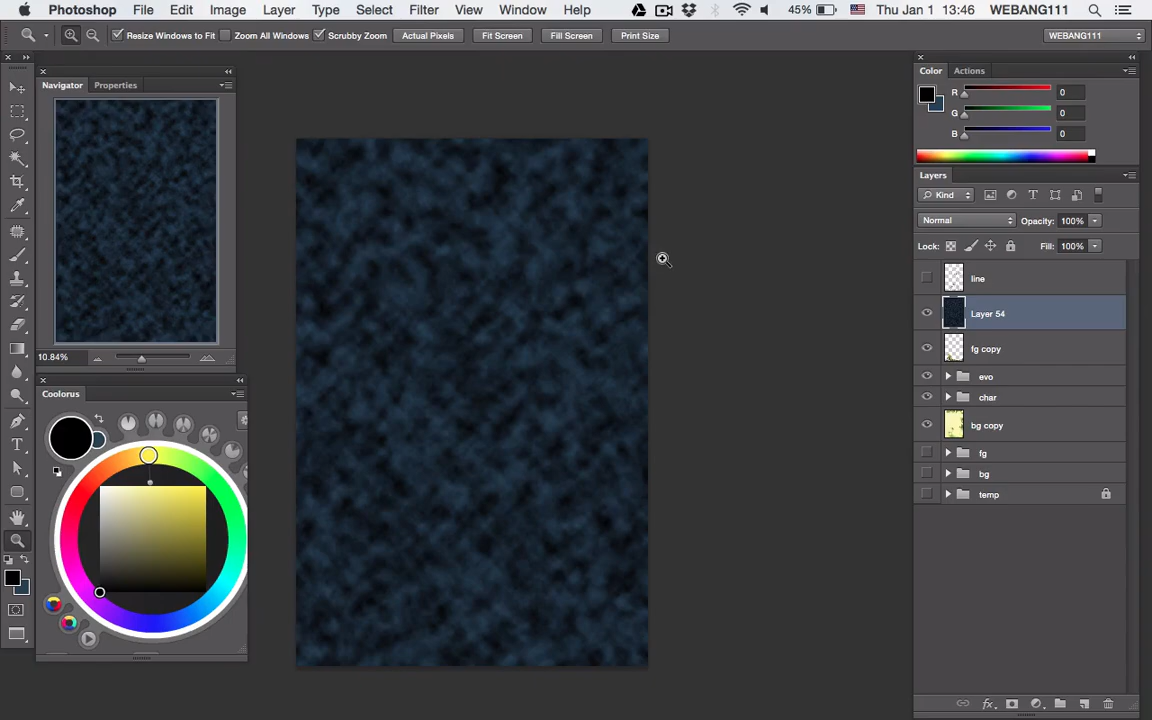 Photoshop File Edit Image Layer Type Select Filter View Window Help 45% Thu Jan 1 13:46 WEBANG111
Resize Windows to Fit All Windows Scrubby Zoom Actual Pixels Fit Screen Fill Screen Print Size WEBANG111
Navigator Properties
10.84%
Coolorus
Color Actions
R 0
G 0
B 0
Layers
Kind
Normal Opacity: 100%
Lock: Fill: 100%
line
Layer 54
fg copy
evo
char
bg copy
fg
bg
temp